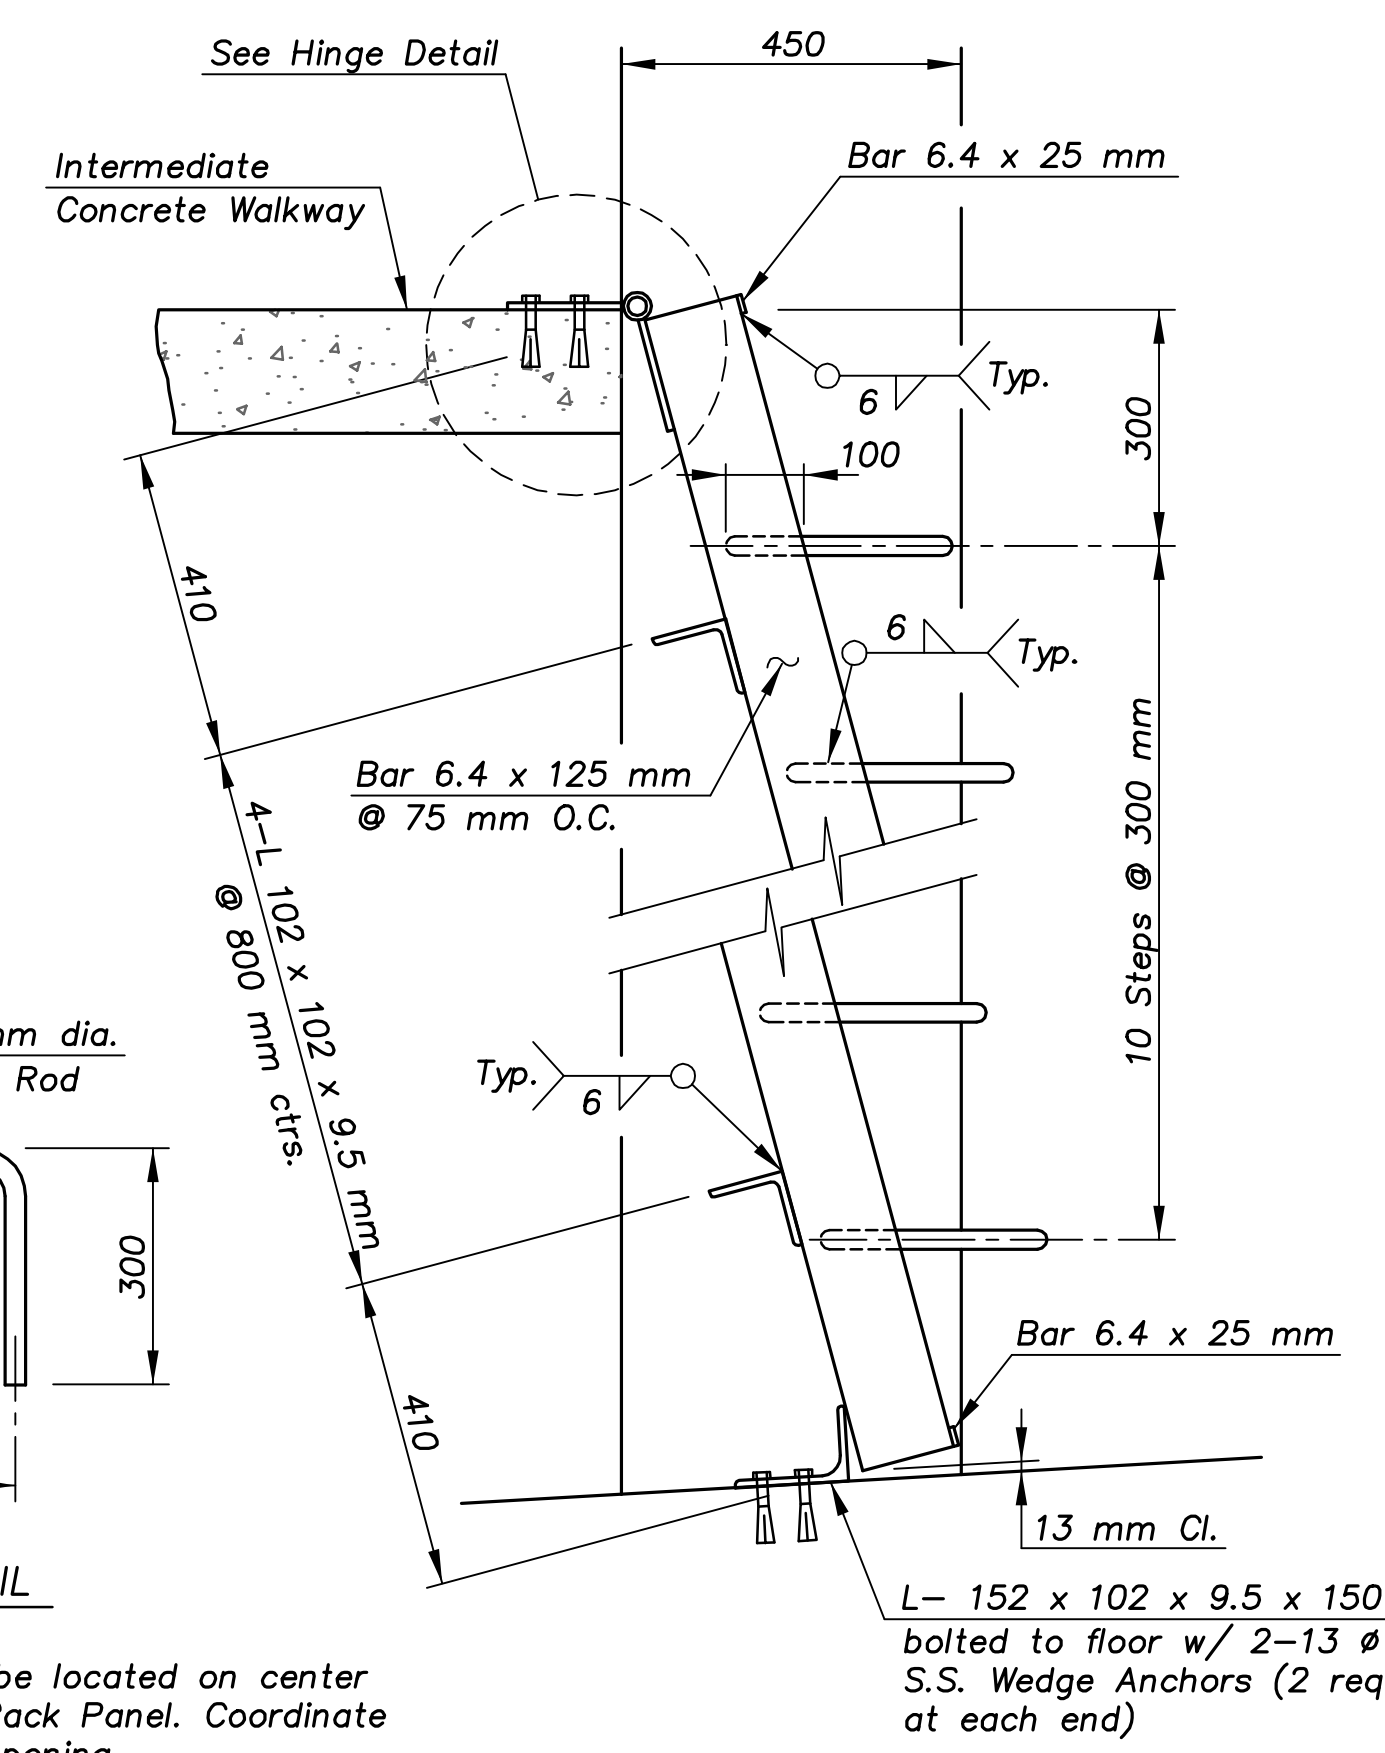 See Hinge Detail
450
Intermediate
Concrete Walkway
Bar 6.4 x 25 mm
6
Typ.
300
100
410
6
Typ.
Bar 6.4 x 125 mm
@ 75 mm O.C.
4-L 102 x 102 x 9.5 mm
@ 800 mm ctrs.
10 Steps @ 300 mm
dia.
Rod
Typ.
6
300
Bar 6.4 x 25 mm
410
13 mm Cl.
L- 152 x 102 x 9.5 x 150
bolted to floor w/ 2-13 ø
S.S. Wedge Anchors (2 req
at each end)
be located on center
Panel. Coordinate